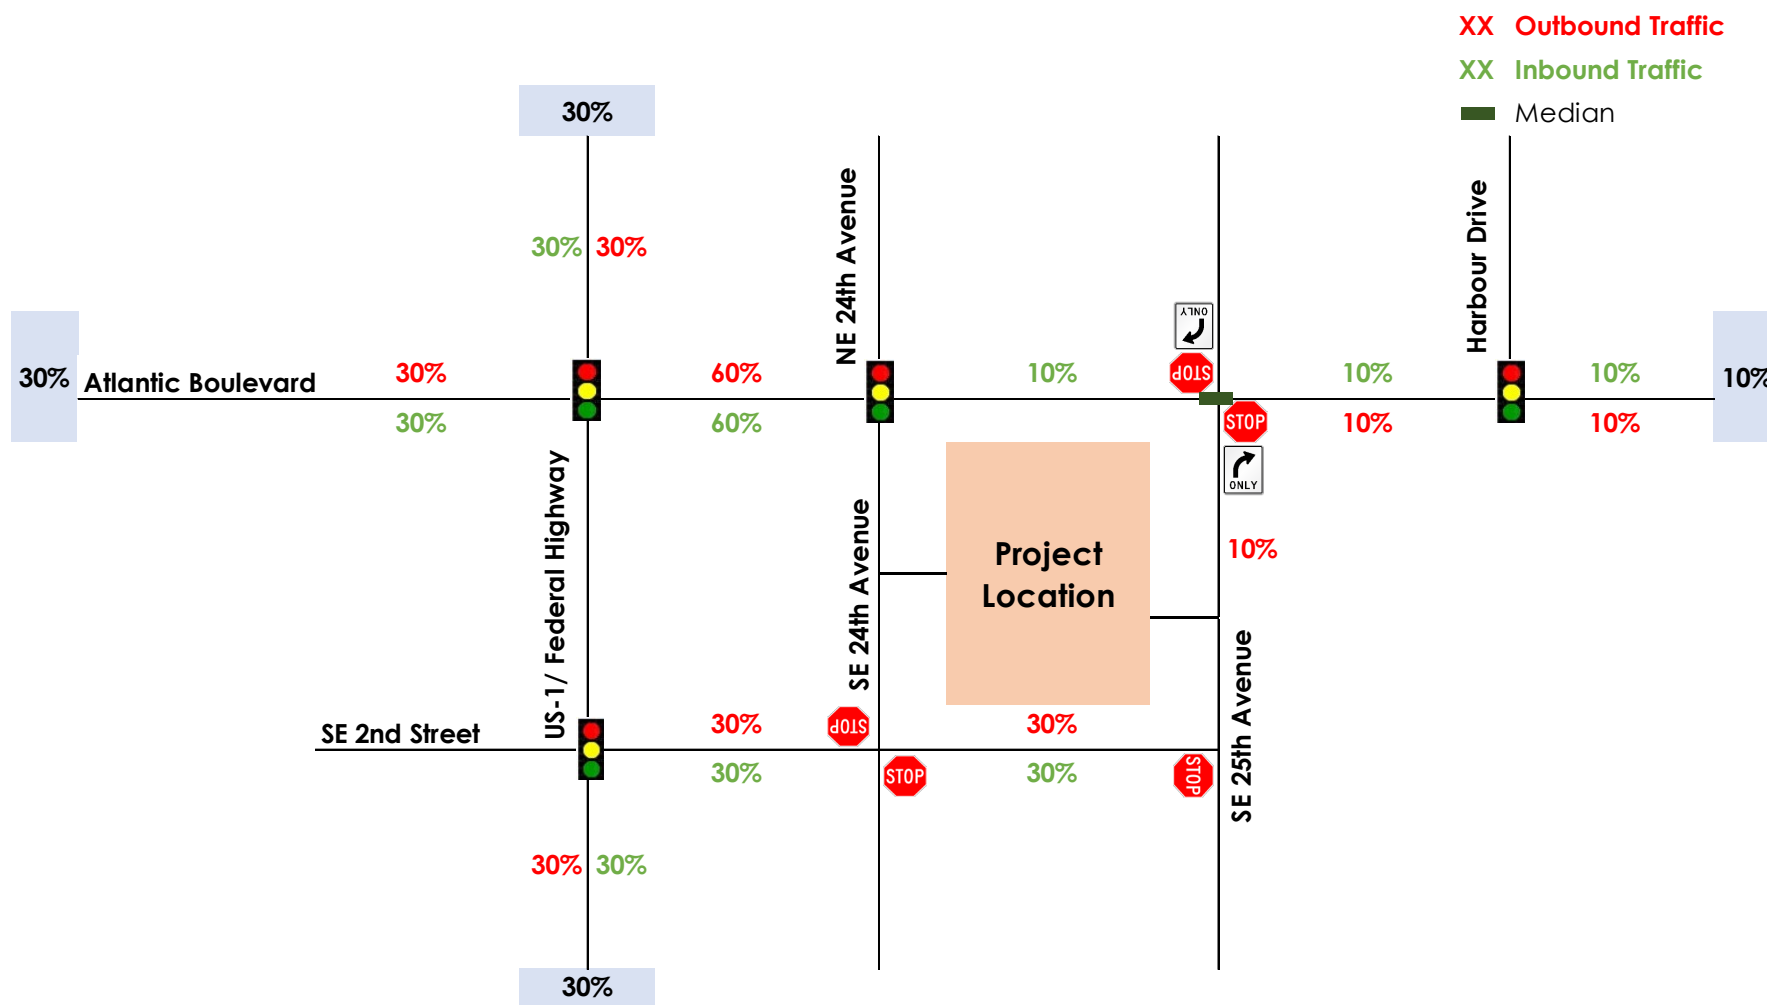 XX Outbound Traffic
XX Inbound Traffic
Median
30%
NE 24th Avenue
Harbour Drive
30% 30%
ONLY
30% Atlantic Boulevard 30% 60% 10% STOP 10% 10% 10%
30% 60% STOP 10% 10%
ONLY
US-1/ Federal Highway
SE 24th Avenue
Project
Location
10%
SE 25th Avenue
SE 2nd Street 30% STOP 30%
30% STOP 30% STOP
30% 30%
30%